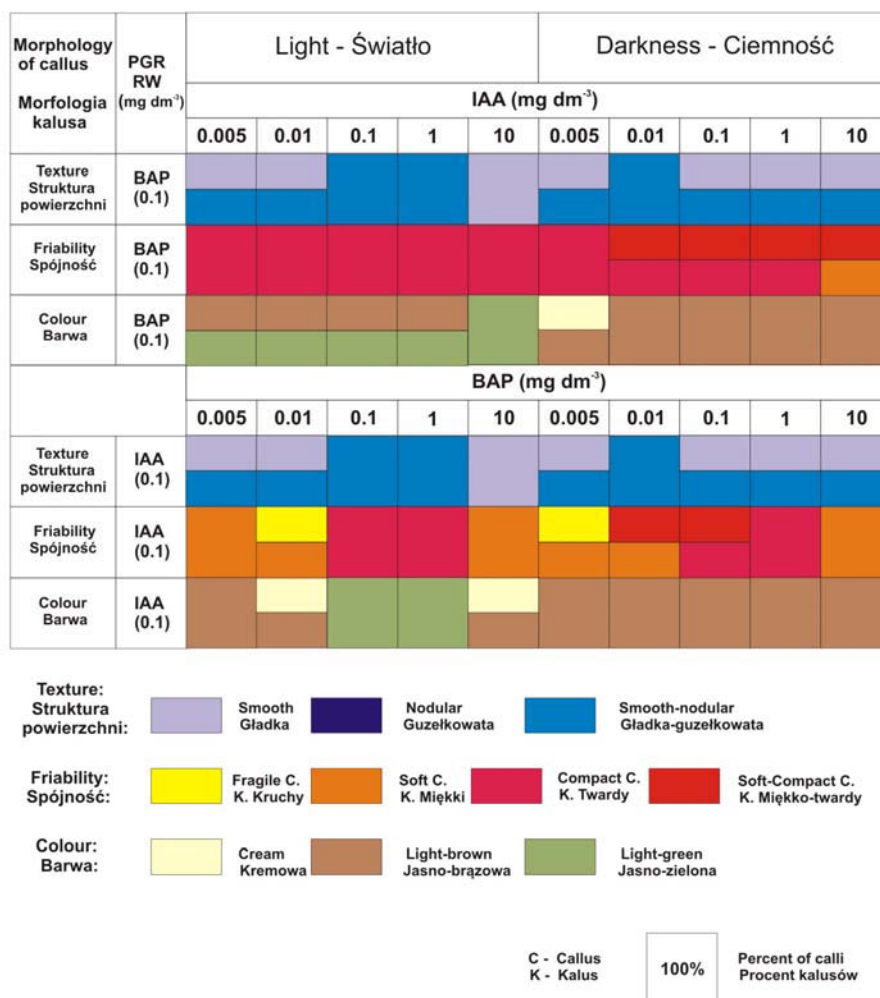 Morphology
of callus
Morfologia
kalusa
PGR
RW
(mg dm⁻³)
Light - Światło
Darkness - Ciemność
IAA (mg dm⁻³)
0.005 0.01 0.1 1 10 0.005 0.01 0.1 1 10
Texture
Struktura
powierzchni
BAP
(0.1)
Friability
Spójność
BAP
(0.1)
Colour
Barwa
BAP
(0.1)
BAP (mg dm⁻³)
0.005 0.01 0.1 1 10 0.005 0.01 0.1 1 10
Texture
Struktura
powierzchni
IAA
(0.1)
Friability
Spójność
IAA
(0.1)
Colour
Barwa
IAA
(0.1)
Texture:
Struktura
powierzchni:
Smooth
Gładka
Nodular
Guzełkowata
Smooth-nodular
Gładka-guzełkowata
Friability:
Spójność:
Fragile C.
K. Kruchy
Soft C.
K. Miękki
Compact C.
K. Twardy
Soft-Compact C.
K. Miękko-twardy
Colour:
Barwa:
Cream
Kremowa
Light-brown
Jasno-brązowa
Light-green
Jasno-zielona
C - Callus
K - Kalus
100%
Percent of calli
Procent kalusów